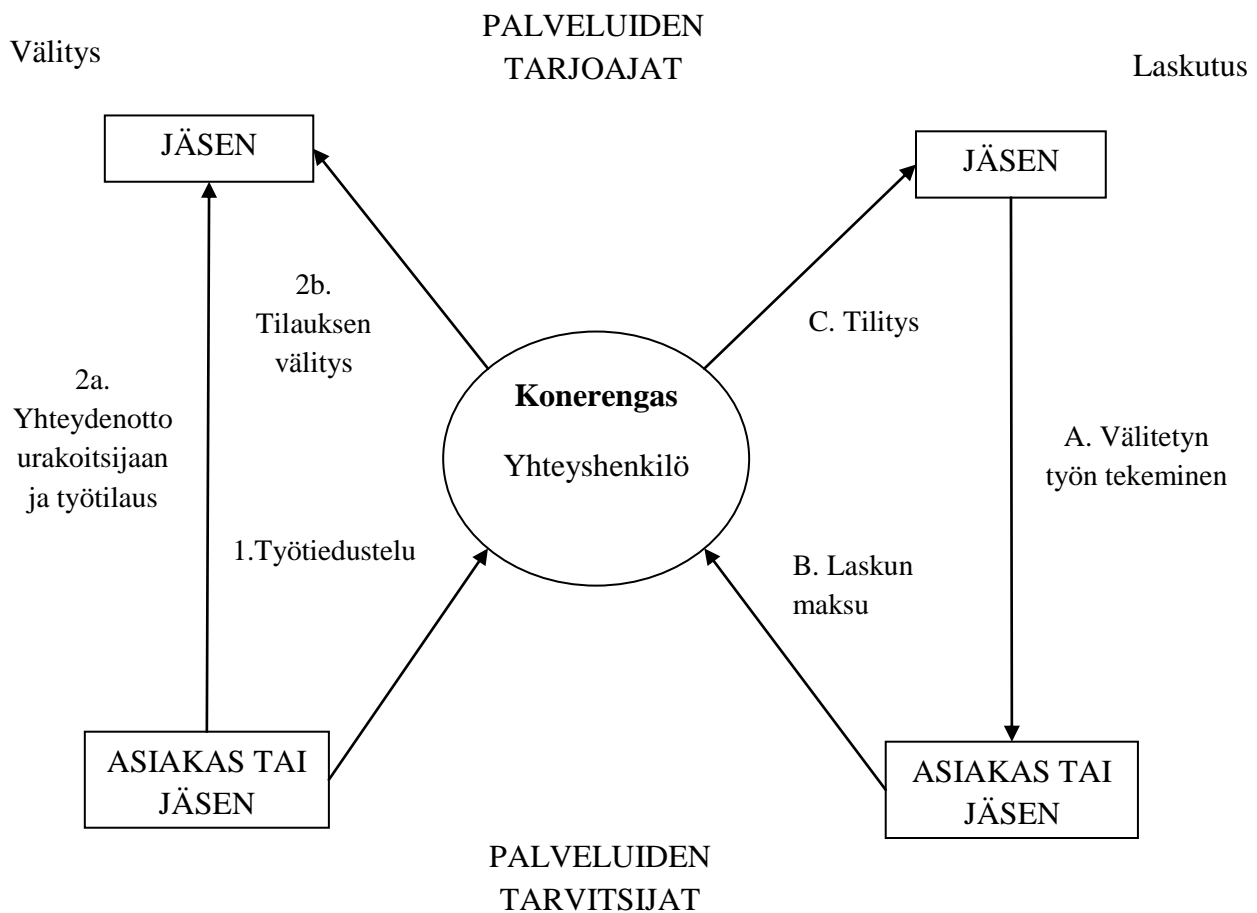 PALVELUIDEN
TARJOAJAT
Välitys
Laskutus
JÄSEN
JÄSEN
2b.
Tilauksen
välitys
C. Tilitys
2a.
Yhteydenotto
urakoitsijaan
ja työtilaus
Konerengas
Yhteyshenkilö
A. Välitetyn
työn tekeminen
1.Työtiedustelu
B. Laskun
maksu
ASIAKAS TAI
JÄSEN
ASIAKAS TAI
JÄSEN
PALVELUIDEN
TARVITSIJAT